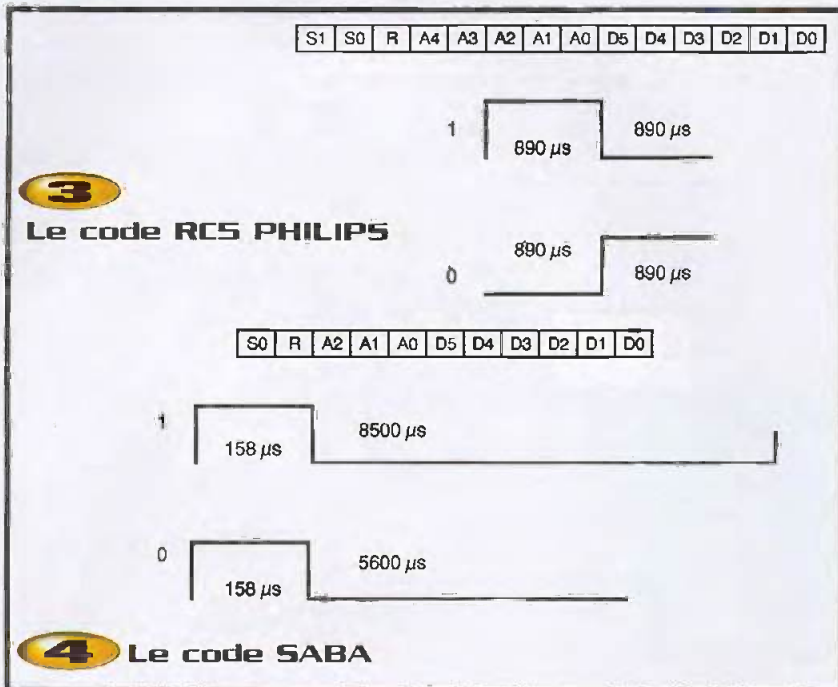 S1 S0 R A4 A3 A2 A1 A0 D5 D4 D3 D2 D1 D0
1 890 µs 890 µs
3
Le code RC5 PHILIPS
0 890 µs 890 µs
S0 R A2 A1 A0 D5 D4 D3 D2 D1 D0
1 158 µs 8500 µs
0 158 µs 5600 µs
4 Le code SABA